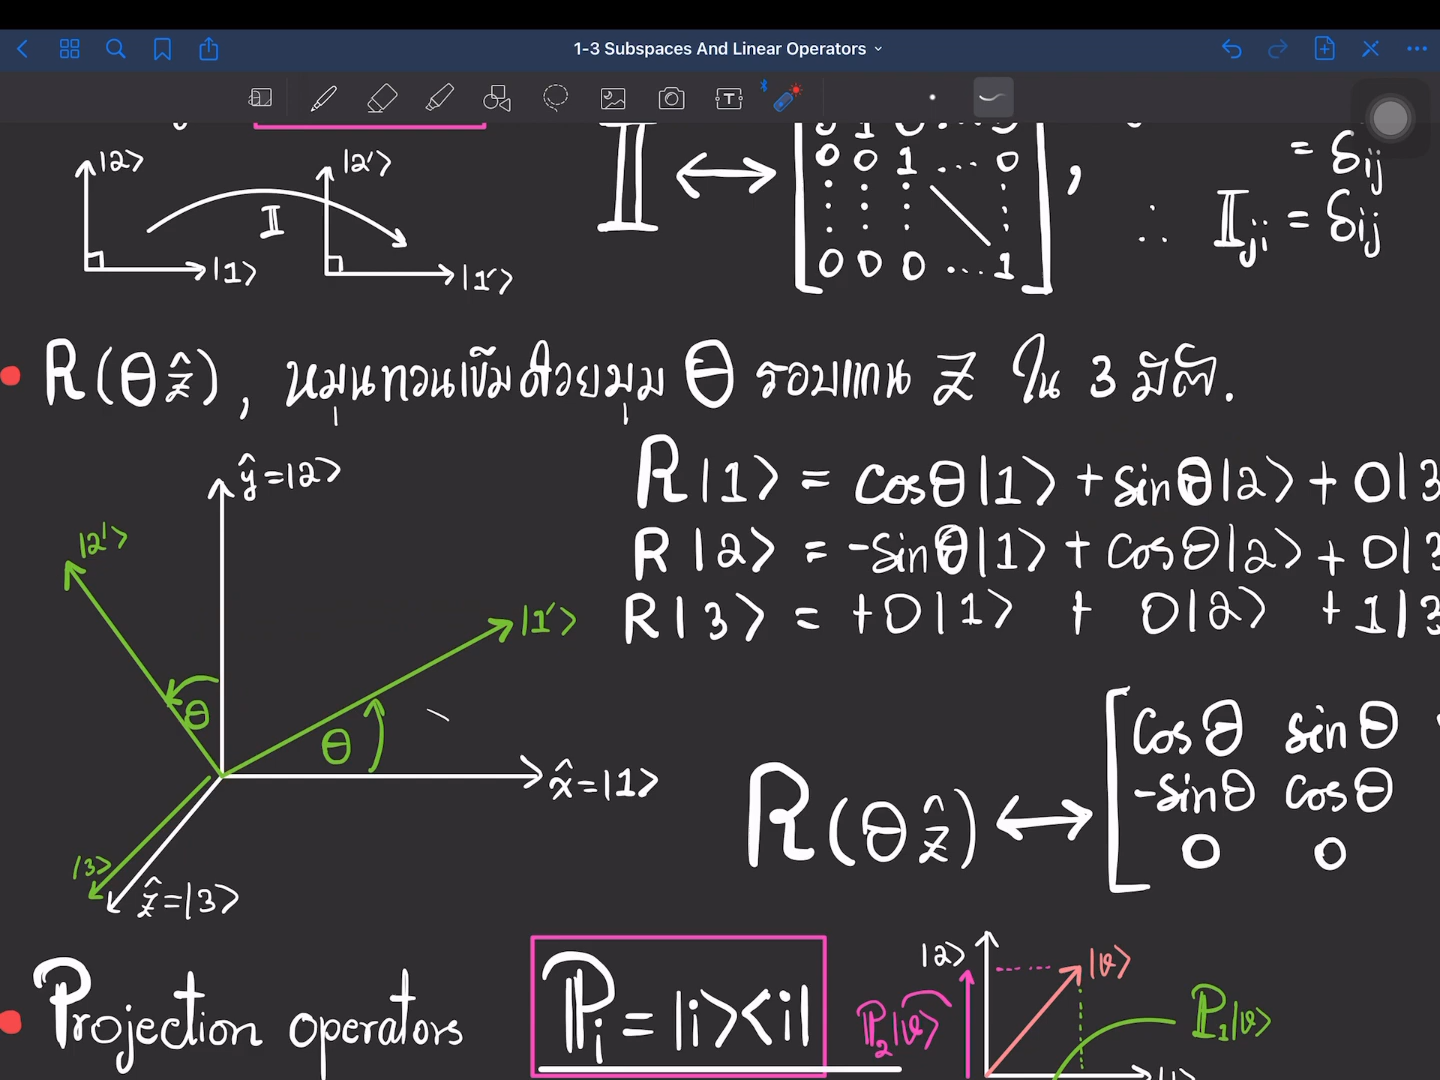 1-3 Subspaces And Linear Operators
|2⟩ |2'⟩
𝕀
|1⟩ |1'⟩
𝕀 ↔
0 1 0 ... 0
0 0 1 ... 0
0 0 0 ... 1
,
= δij
∴ 𝕀ji = δij
R(θẑ), หมุนทวนเข็มด้วยมุม θ รอบแกน Z ใน 3 มิติ.
ŷ=|2⟩
|2'⟩
|1'⟩
θ
θ
x̂=|1⟩
|3⟩
ẑ=|3⟩
R|1⟩ = cosθ|1⟩ + sinθ|2⟩ + 0|3
R|2⟩ = -sinθ|1⟩ + cosθ|2⟩ + 0|3
R|3⟩ = +0|1⟩ + 0|2⟩ + 1|3
R(θẑ) ↔
cosθ sinθ
-sinθ cosθ
0 0
Projection operators
ℙi = |i⟩⟨i|
|2⟩
|v⟩
ℙ2|v⟩
ℙ1|v⟩